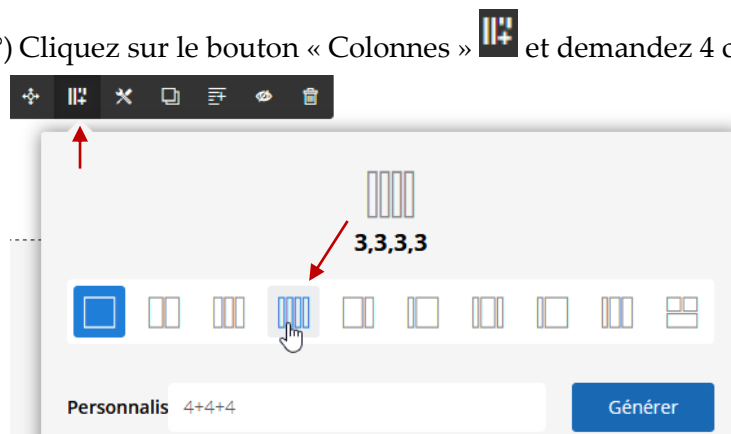 °) Cliquez sur le bouton « Colonnes » et demandez 4 c
3,3,3,3
Personnalis 4+4+4 Générer